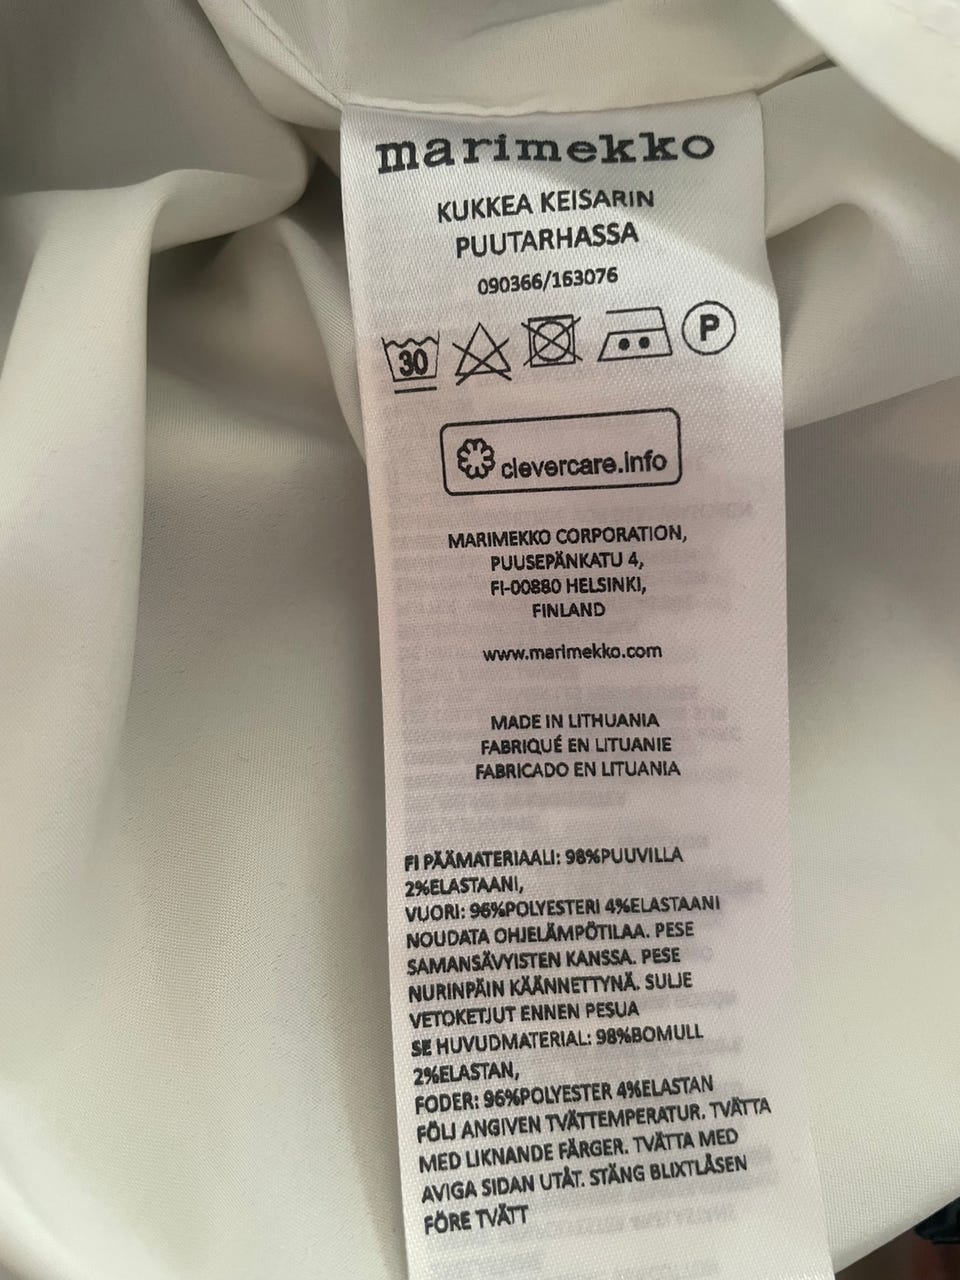 marimekko
KUKKEA KEISARIN
PUUTARHASSA
090366/163076
30 P
clevercare.info
MARIMEKKO CORPORATION,
PUUSEPÄNKATU 4,
FI-00880 HELSINKI,
FINLAND
www.marimekko.com
MADE IN LITHUANIA
FABRIQUÉ EN LITUANIE
FABRICADO EN LITUANIA
FI PÄÄMATERIAALI: 98%PUUVILLA
2%ELASTAANI,
VUORI: 96%POLYESTERI 4%ELASTAANI
NOUDATA OHJELÄMPÖTILAA. PESE
SAMANSÄVYISTEN KANSSA. PESE
NURINPÄIN KÄÄNNETTYNÄ. SULJE
VETOKETJUT ENNEN PESUA
SE HUVUDMATERIAL: 98%BOMULL
2%ELASTAN,
FODER: 96%POLYESTER 4%ELASTAN
FÖLJ ANGIVEN TVÄTTEMPERATUR. TVÄTTA
MED LIKNANDE FÄRGER. TVÄTTA MED
AVIGA SIDAN UTÅT. STÄNG BLIXTLÅSEN
FÖRE TVÄTT